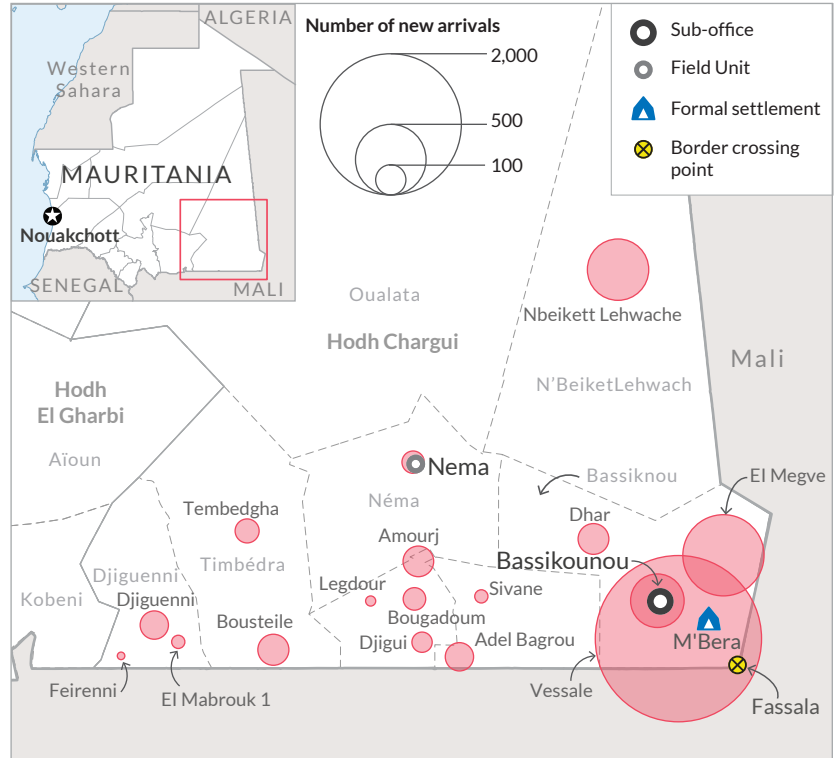 ALGERIA
Western
Sahara
MAURITANIA
Nouakchott
SENEGAL
MALI
Number of new arrivals
2,000
500
100
Sub-office
Field Unit
Formal settlement
Border crossing
point
Oualata
Hodh Chargui
Nbeikett Lehwache
Mali
N'BeiketLehwach
Hodh
El Gharbi
Aïoun
Nema
Bassiknou
El Megve
Néma
Tembedgha
Dhar
Amourj
Bassikounou
Timbédra
Djiguenni
Legdour
Sivane
Kobeni
Djiguenni
Bousteile
Bougadoum
M'Bera
Djigui
Adel Bagrou
Feirenni
El Mabrouk 1
Vessale
Fassala